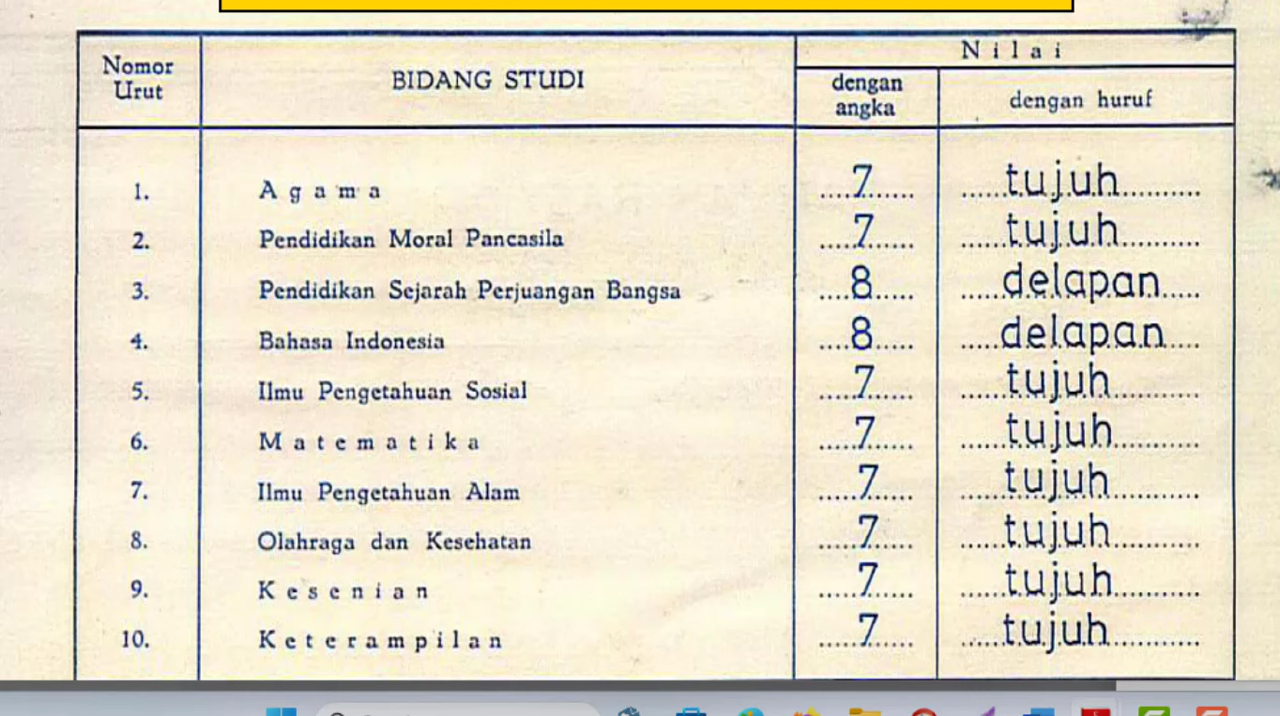 Nomor Urut BIDANG STUDI Nilai
dengan angka dengan huruf
1. Agama 7 tujuh
2. Pendidikan Moral Pancasila 7 tujuh
3. Pendidikan Sejarah Perjuangan Bangsa 8 delapan
4. Bahasa Indonesia 8 delapan
5. Ilmu Pengetahuan Sosial 7 tujuh
6. Matematika 7 tujuh
7. Ilmu Pengetahuan Alam 7 tujuh
8. Olahraga dan Kesehatan 7 tujuh
9. Kesenian 7 tujuh
10. Keterampilan 7 tujuh